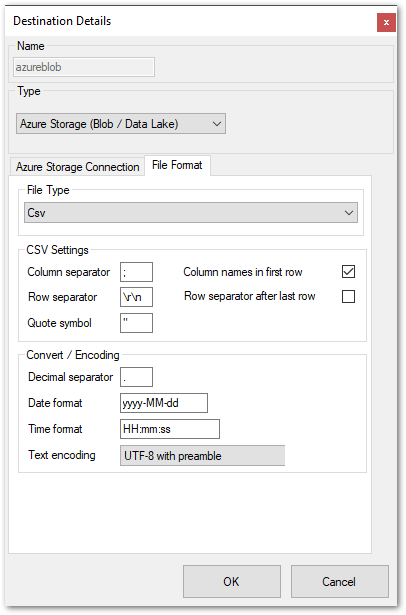 Destination Details
x
Name
azureblob
Type
Azure Storage (Blob / Data Lake)
Azure Storage Connection File Format
File Type
Csv
CSV Settings
Column separator ; Column names in first row
Row separator \r\n Row separator after last row
Quote symbol "
Convert / Encoding
Decimal separator .
Date format yyyy-MM-dd
Time format HH:mm:ss
Text encoding UTF-8 with preamble
OK Cancel